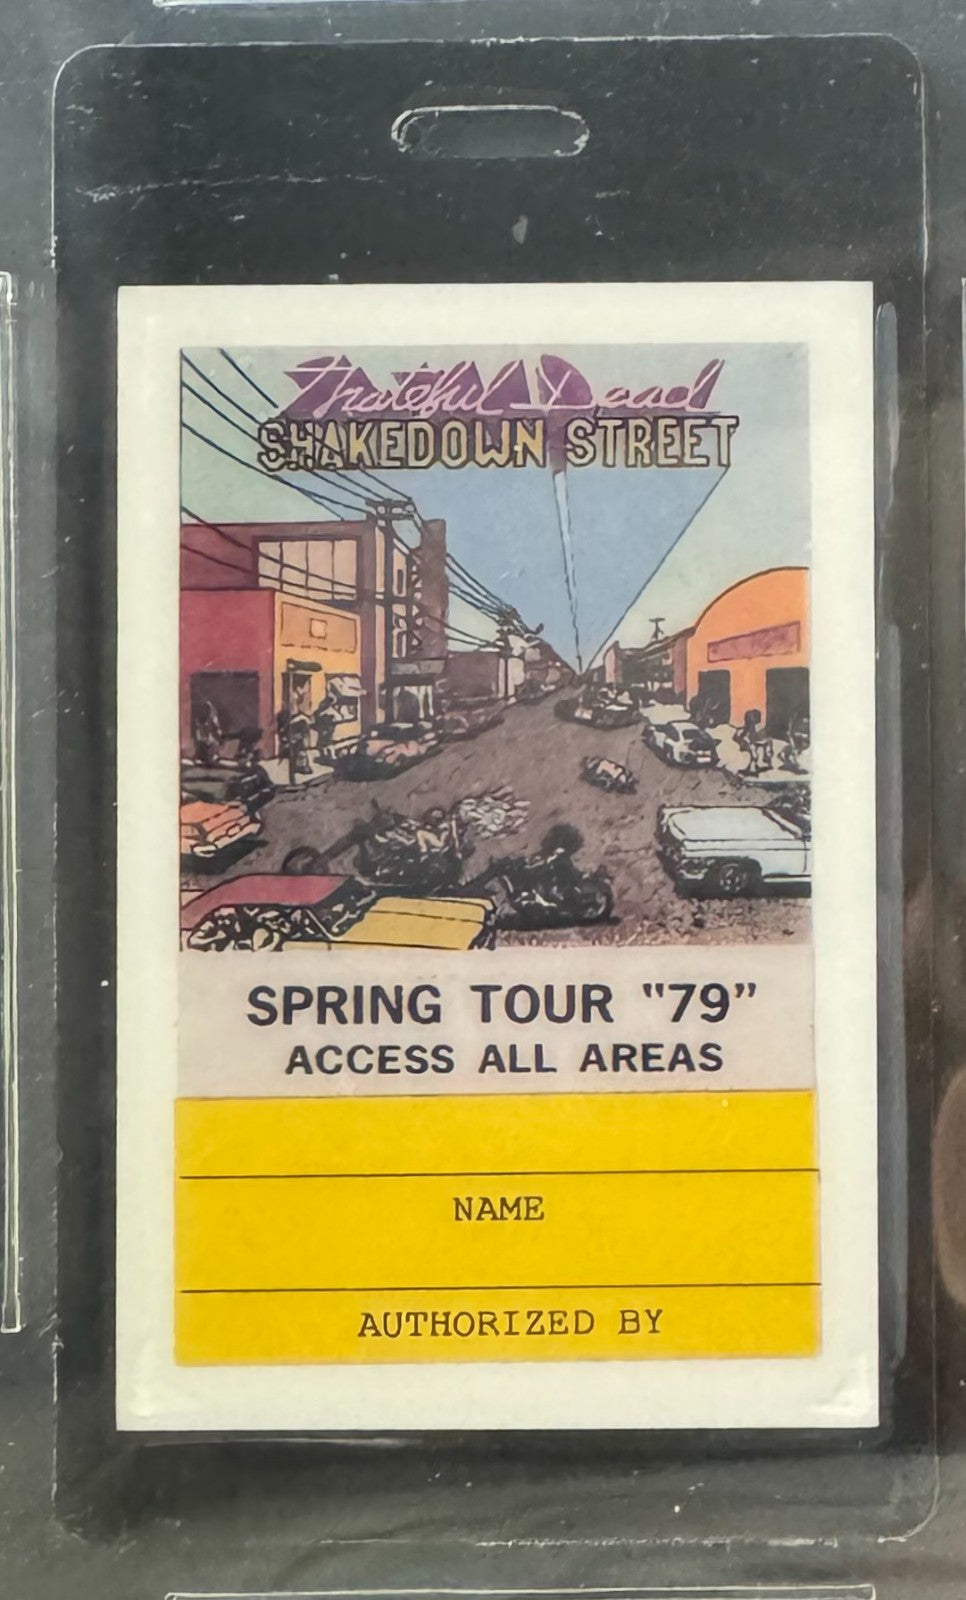 Grateful Dead
SHAKEDOWN STREET
SPRING TOUR "79"
ACCESS ALL AREAS
NAME
AUTHORIZED BY